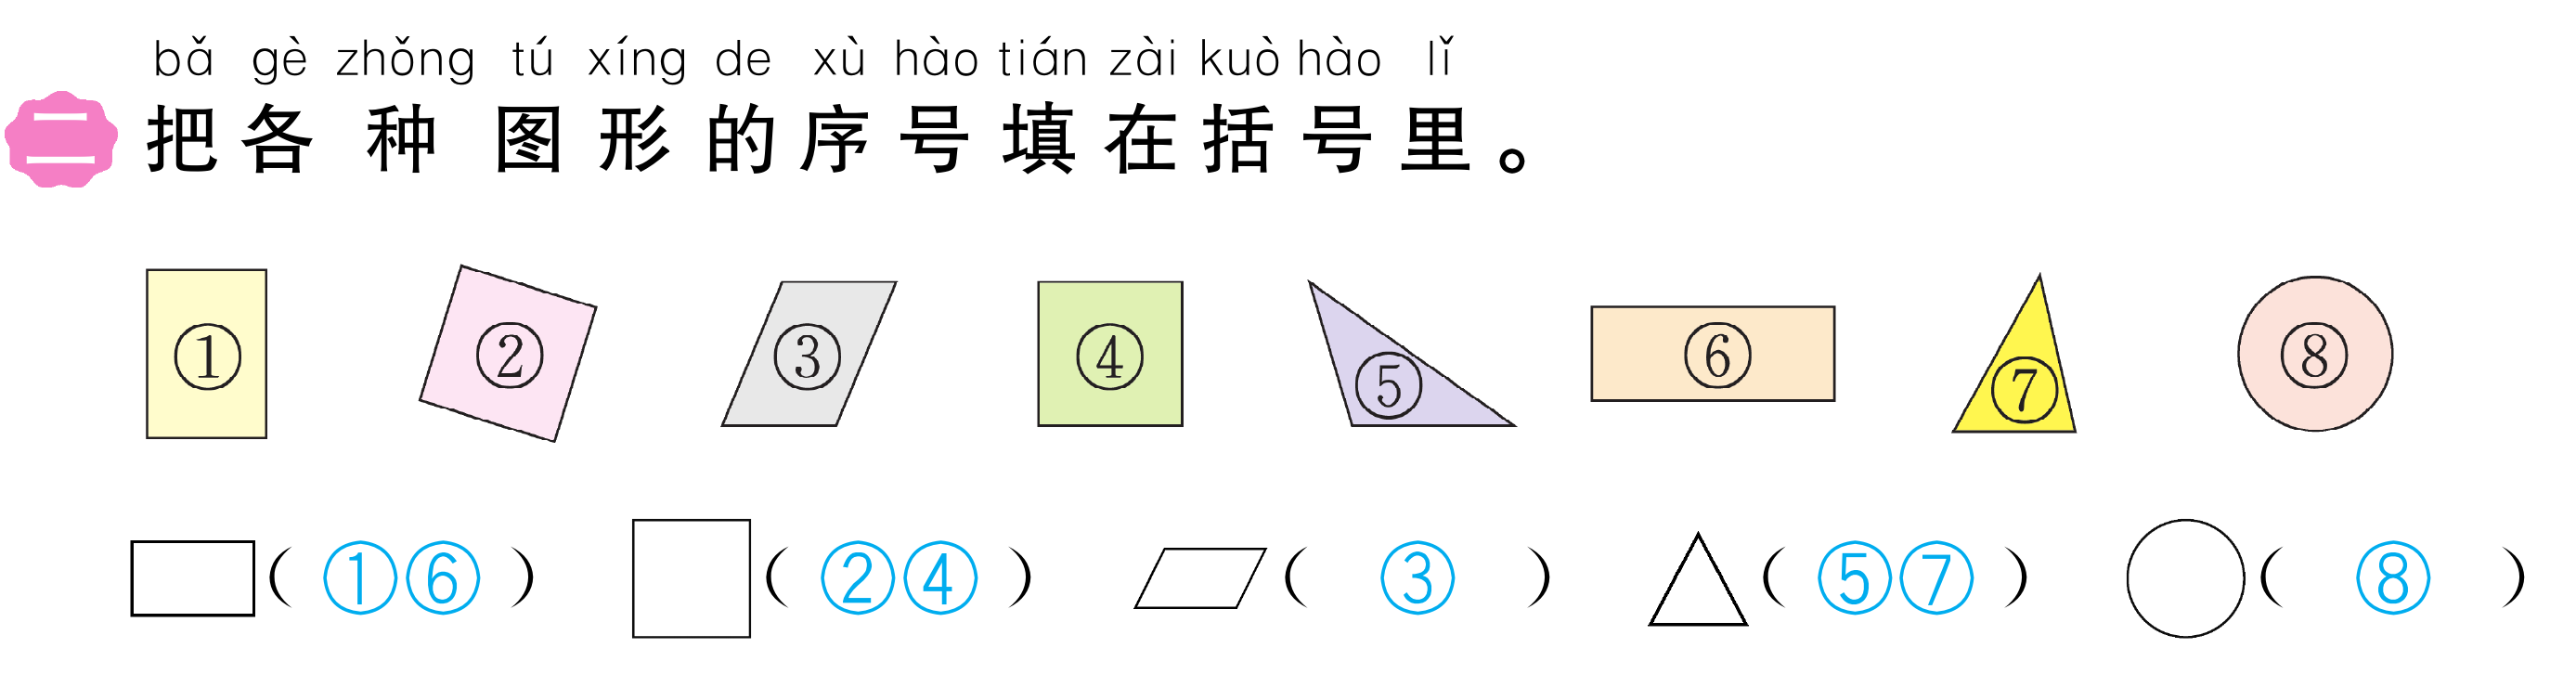 bǎ gè zhǒng tú xíng de xù hào tián zài kuò hào lǐ
二 把各种图形的序号填在括号里。
① ② ③ ④ ⑤ ⑥ ⑦ ⑧
( ①⑥ ) ( ②④ ) ( ③ ) ( ⑤⑦ ) ( ⑧ )